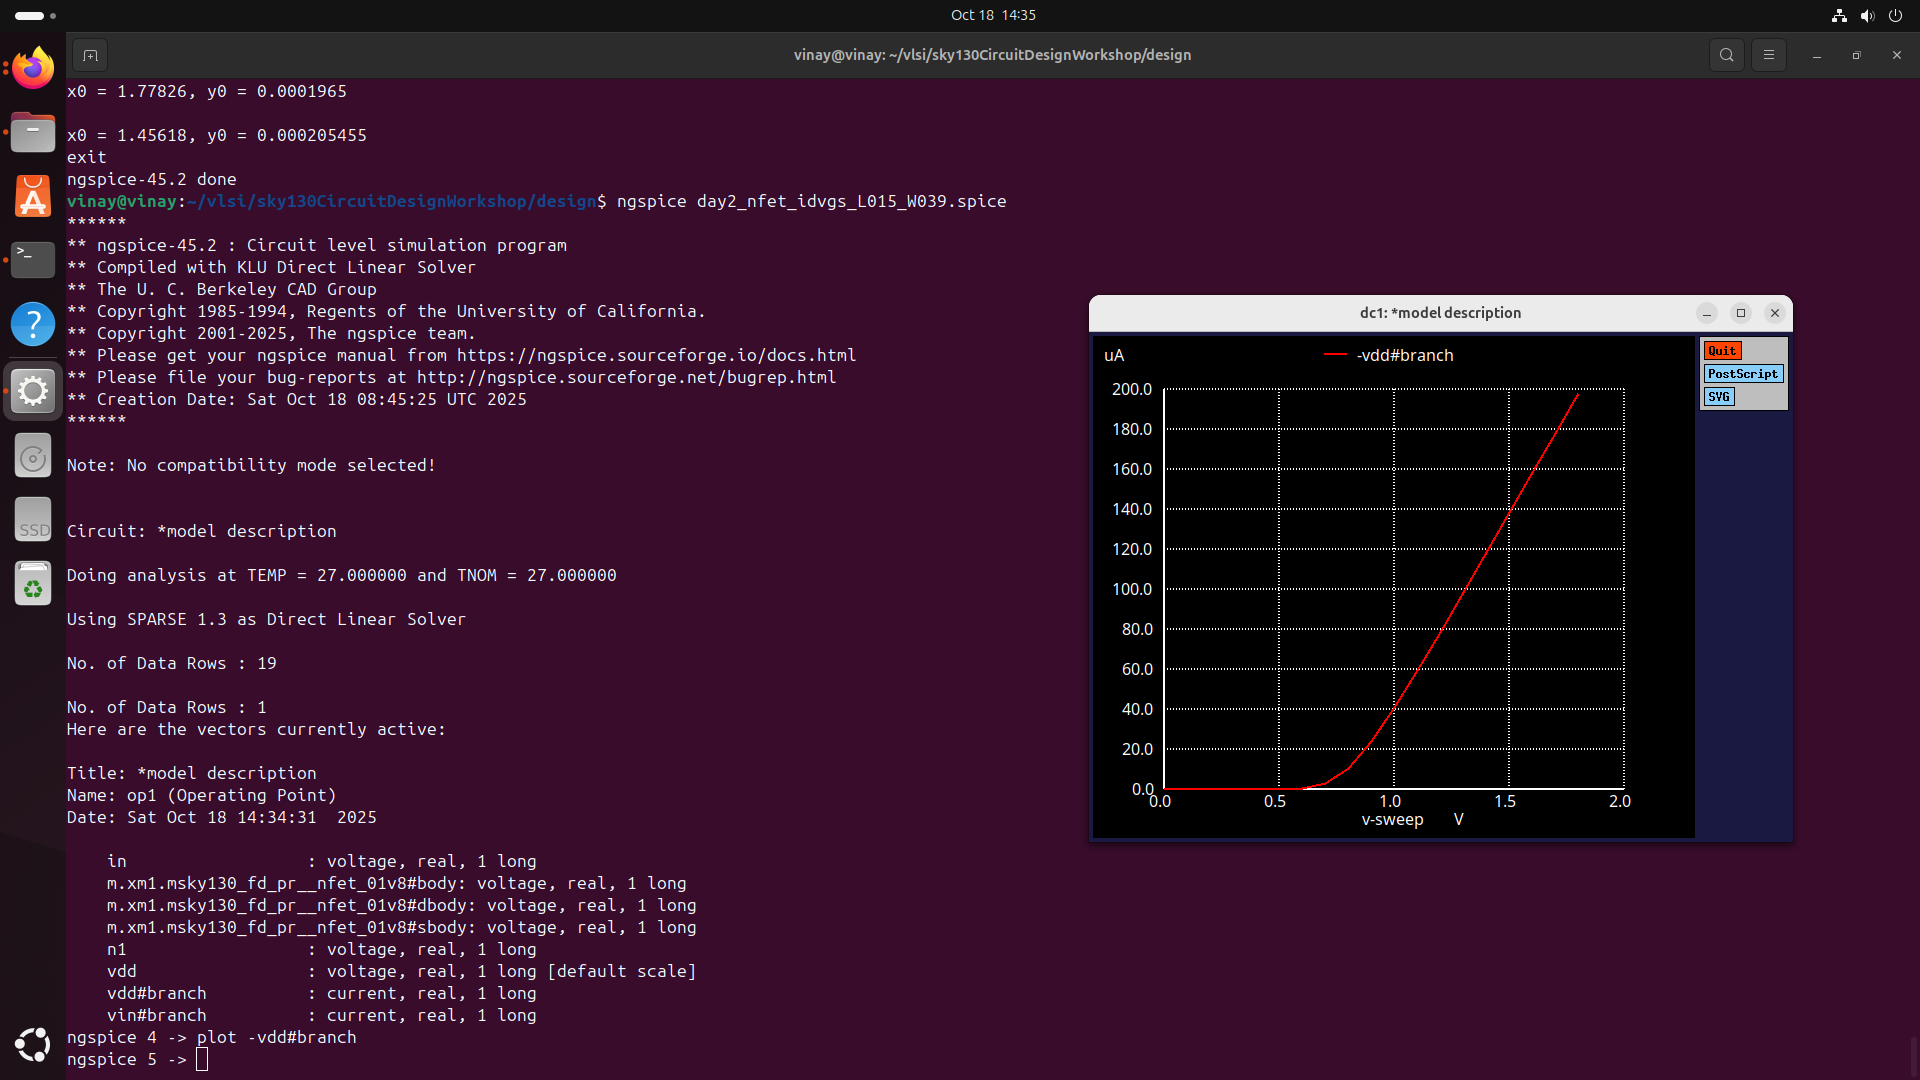 Oct 18 14:35
vinay@vinay: ~/vlsi/sky130CircuitDesignWorkshop/design
x0 = 1.77826, y0 = 0.0001965
x0 = 1.45618, y0 = 0.000205455
exit
ngspice-45.2 done
vinay@vinay:~/vlsi/sky130CircuitDesignWorkshop/design$ ngspice day2_nfet_idvgs_L015_W039.spice
******
** ngspice-45.2 : Circuit level simulation program
** Compiled with KLU Direct Linear Solver
** The U. C. Berkeley CAD Group
** Copyright 1985-1994, Regents of the University of California.
** Copyright 2001-2025, The ngspice team.
** Please get your ngspice manual from https://ngspice.sourceforge.io/docs.html
** Please file your bug-reports at http://ngspice.sourceforge.net/bugrep.html
** Creation Date: Sat Oct 18 08:45:25 UTC 2025
******
Note: No compatibility mode selected!
Circuit: *model description
Doing analysis at TEMP = 27.000000 and TNOM = 27.000000
Using SPARSE 1.3 as Direct Linear Solver
No. of Data Rows : 19
No. of Data Rows : 1
Here are the vectors currently active:
Title: *model description
Name: op1 (Operating Point)
Date: Sat Oct 18 14:34:31  2025
in                  : voltage, real, 1 long
m.xm1.msky130_fd_pr__nfet_01v8#body: voltage, real, 1 long
m.xm1.msky130_fd_pr__nfet_01v8#dbody: voltage, real, 1 long
m.xm1.msky130_fd_pr__nfet_01v8#sbody: voltage, real, 1 long
n1                  : voltage, real, 1 long
vdd                 : voltage, real, 1 long [default scale]
vdd#branch          : current, real, 1 long
vin#branch          : current, real, 1 long
ngspice 4 -> plot -vdd#branch
ngspice 5 ->
dc1: *model description
uA
-vdd#branch
Quit
PostScript
SVG
200.0
180.0
160.0
140.0
120.0
100.0
80.0
60.0
40.0
20.0
0.0
0.0 0.5 1.0 1.5 2.0
v-sweep V
SSD